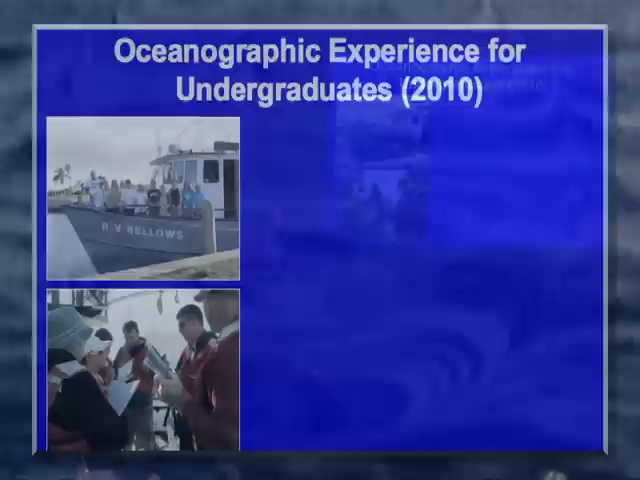 Oceanographic Experience for
Undergraduates (2010)
R V BELLOWS